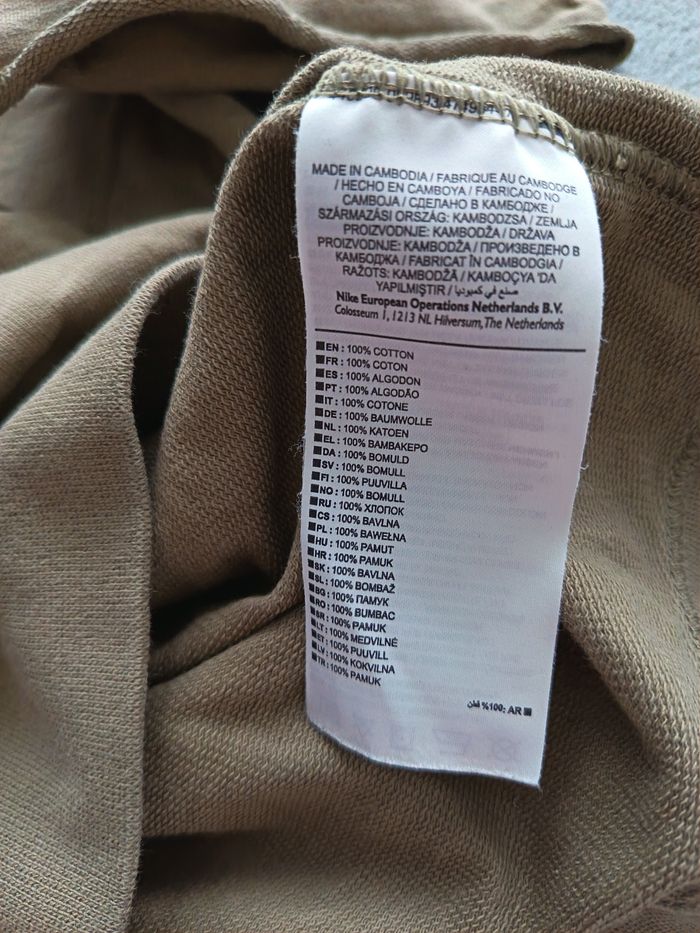 MADE IN CAMBODIA / FABRIQUE AU CAMBODGE
/ HECHO EN CAMBOYA / FABRICADO NO
CAMBOJA / СДЕЛАНО В КАМБОДЖЕ /
SZÁRMAZÁSI ORSZÁG: KAMBODZSA / ZEMLJA
PROIZVODNJE: KAMBODŽA / DRŽAVA
PROIZVODNJE: KAMBODŽA / ПРОИЗВЕДЕНО В
КАМБОДЖА / FABRICAT ÎN CAMBODGIA /
RAŽOTS: KAMBODŽĀ / KAMBOÇYA 'DA
YAPILMIŞTIR / صنع في كمبوديا
Nike European Operations Netherlands B.V.
Colosseum 1, 1213 NL Hilversum, The Netherlands
EN : 100% COTTON
FR : 100% COTON
ES : 100% ALGODON
PT : 100% ALGODÃO
IT : 100% COTONE
DE : 100% BAUMWOLLE
NL : 100% KATOEN
EL : 100% ΒΑΜΒΑΚΕΡΟ
DA : 100% BOMULD
SV : 100% BOMULL
FI : 100% PUUVILLA
NO : 100% BOMULL
RU : 100% ХЛОПОК
CS : 100% BAVLNA
PL : 100% BAWEŁNA
HU : 100% PAMUT
HR : 100% PAMUK
SK : 100% BAVLNA
SL : 100% BOMBAŽ
BG : 100% ПАМУК
RO : 100% BUMBAC
SR : 100% PAMUK
LT : 100% MEDVILNĖ
ET : 100% PUUVILL
LV : 100% KOKVILNA
TR : 100% PAMUK
قطن %100: AR